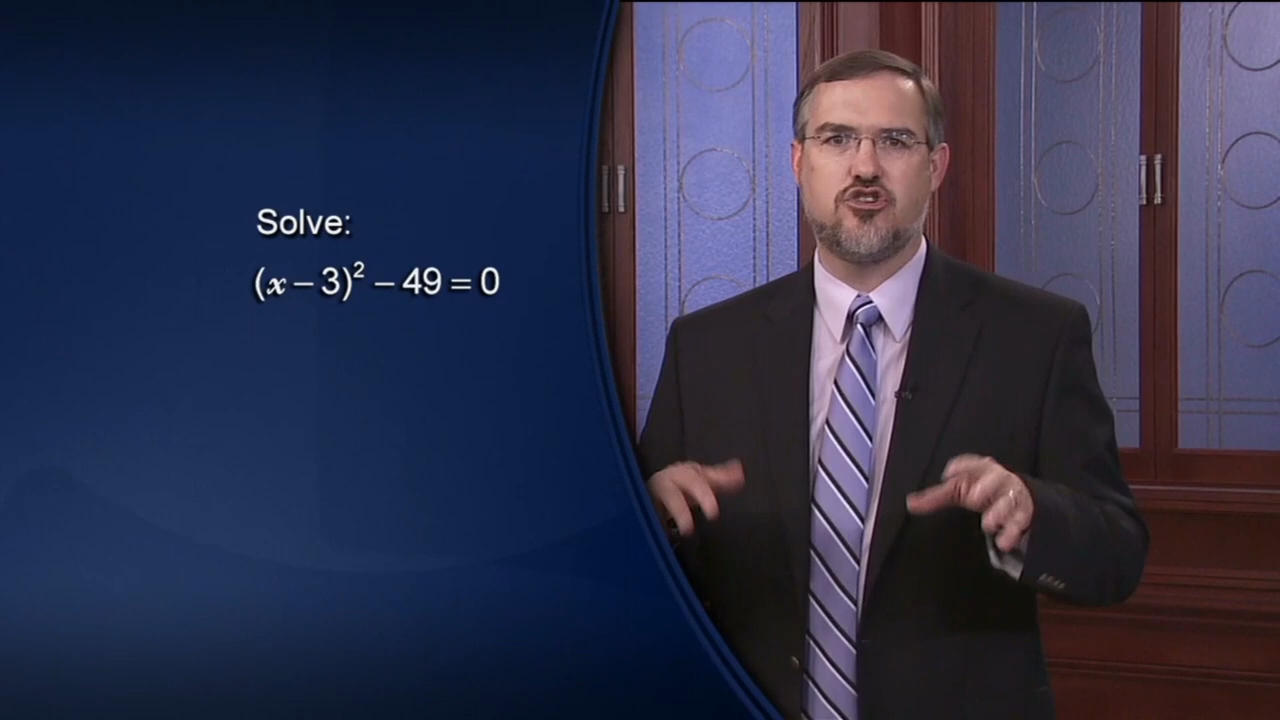 Solve:
(x – 3)² – 49 = 0